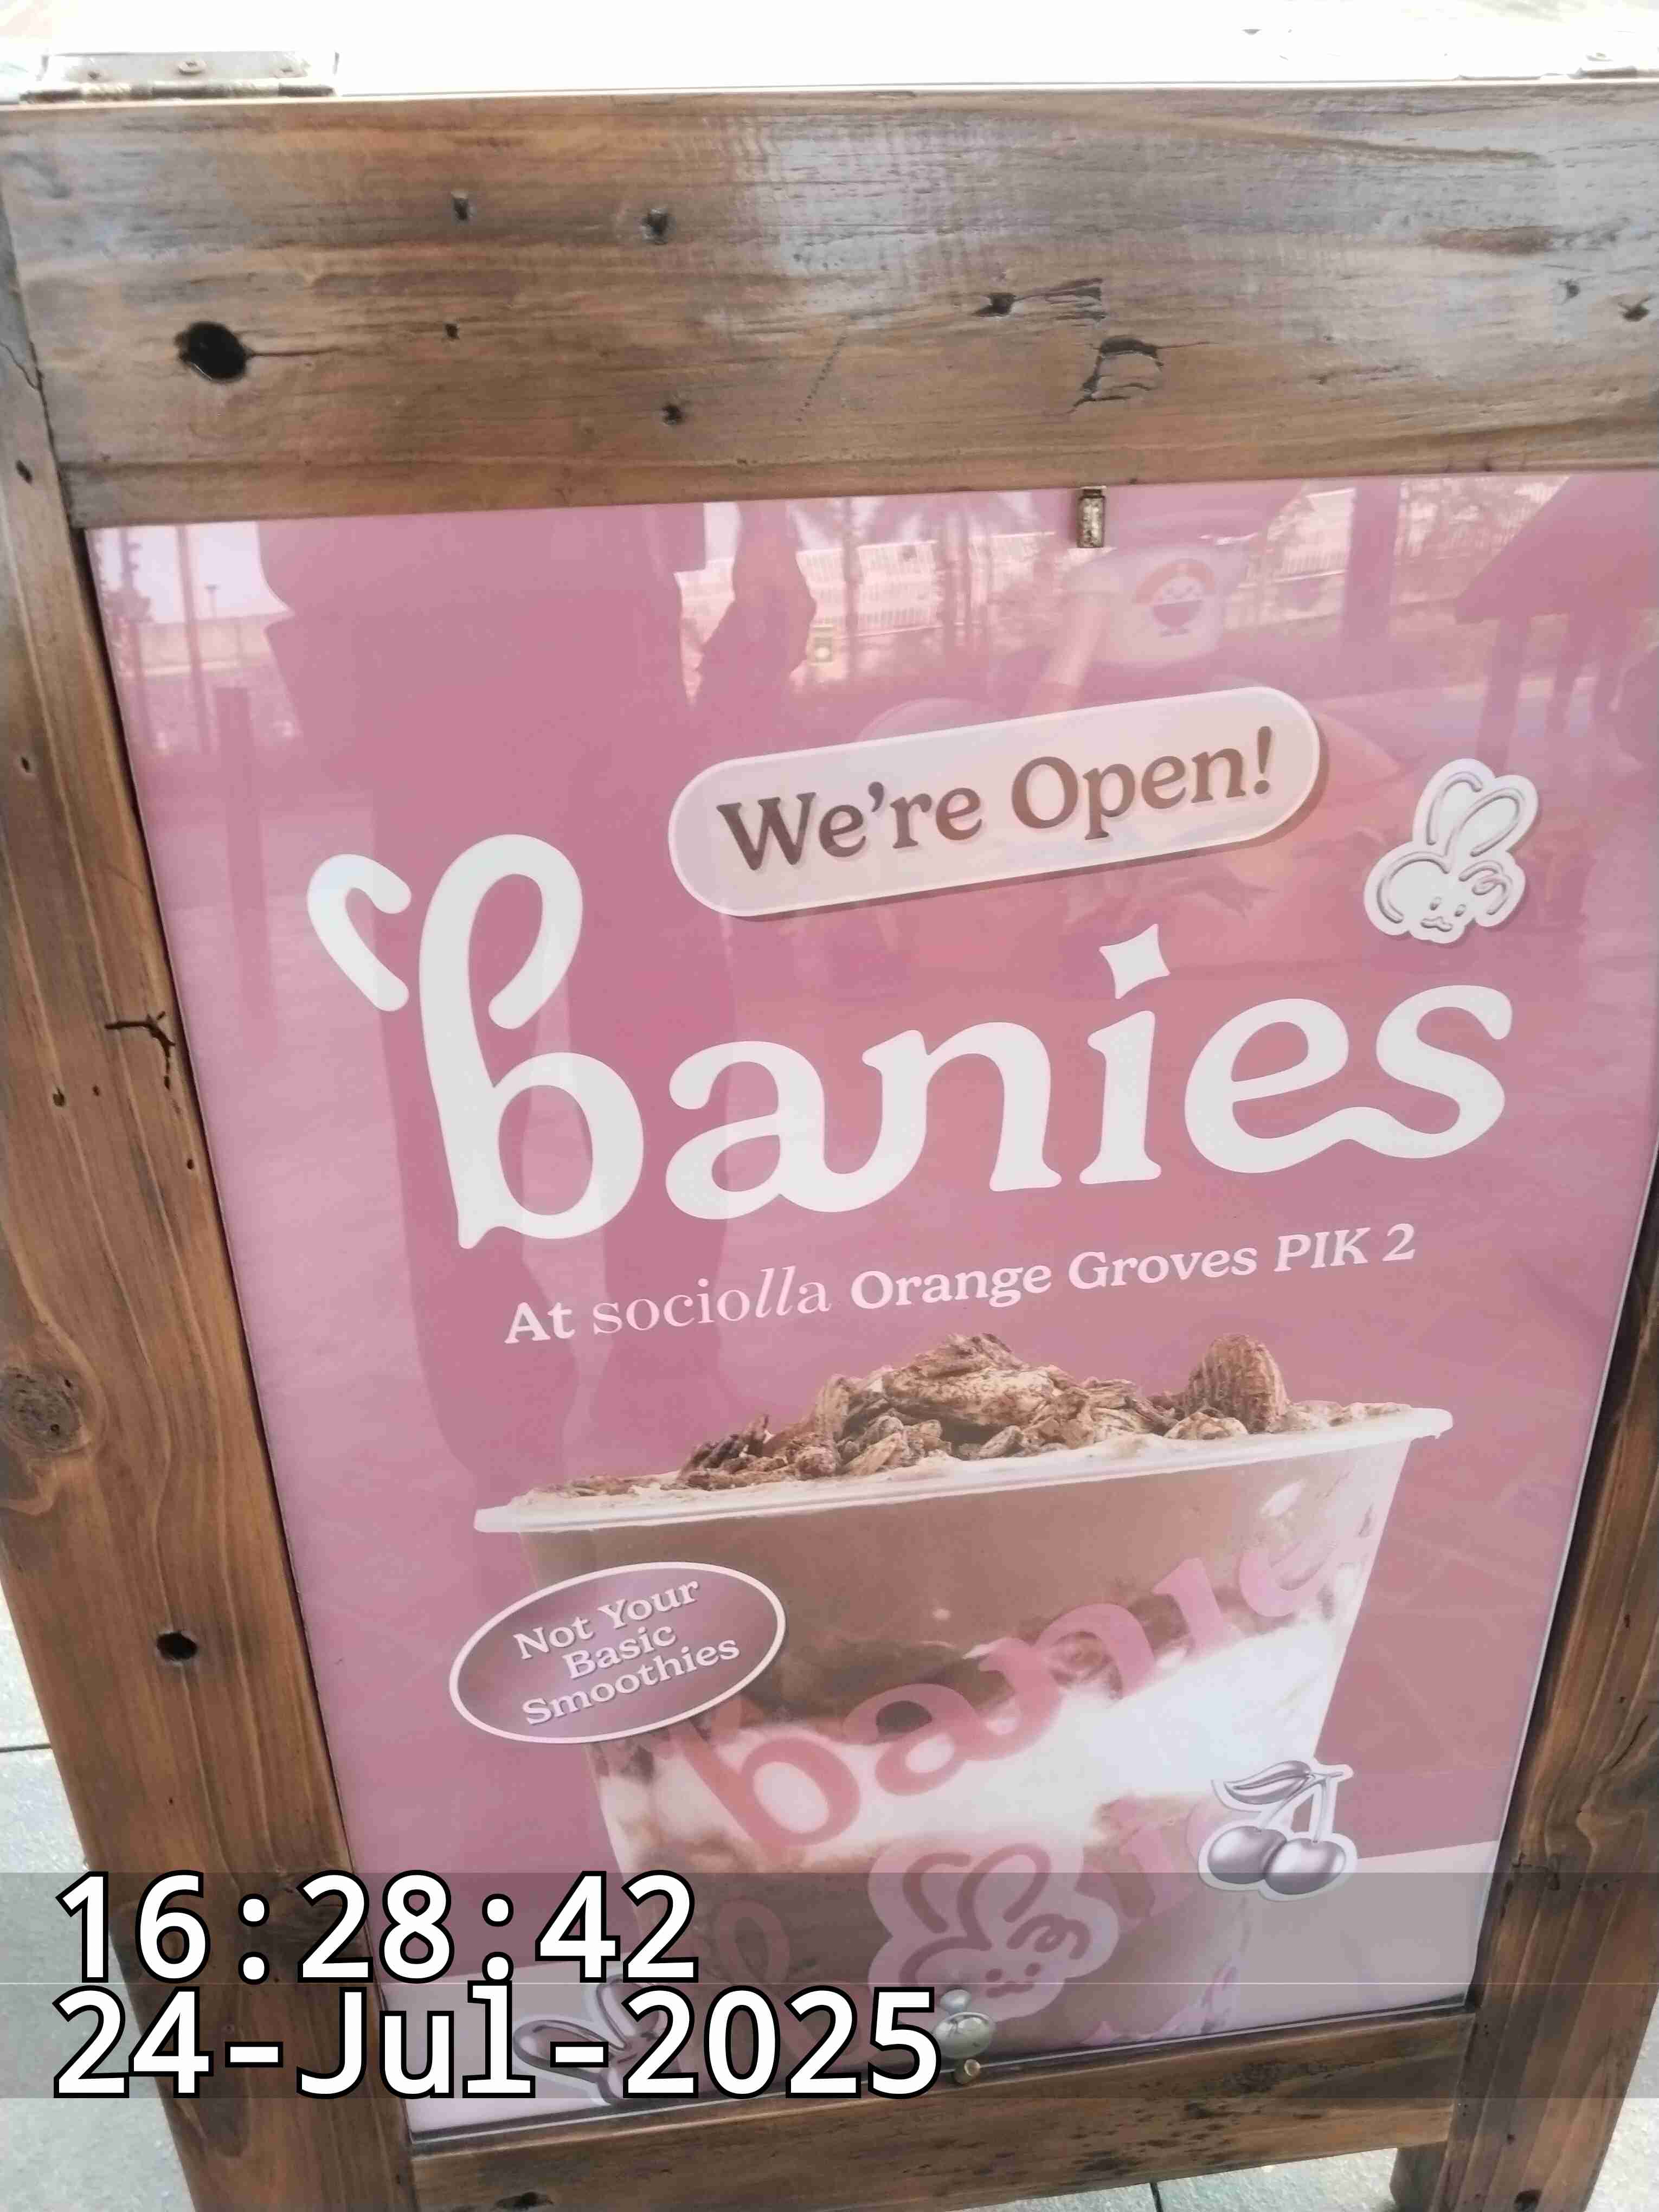 We're Open!
banies
At sociolla Orange Groves PIK 2
Not Your
Basic
Smoothies
banie
16:28:42
24-Jul-2025